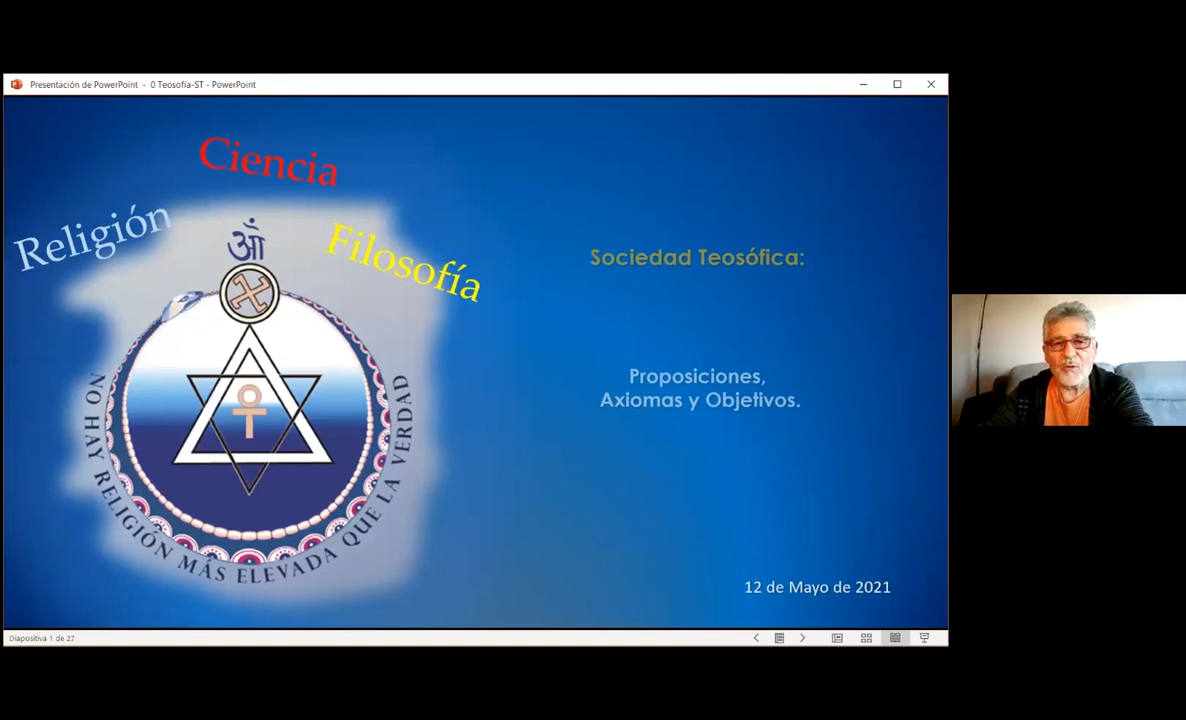 Presentación de PowerPoint - 0 Teosofía-ST - PowerPoint
Ciencia
Religión
Filosofía
ॐ
Sociedad Teosófica:
Proposiciones,
Axiomas y Objetivos.
NO HAY RELIGIÓN MÁS ELEVADA QUE LA VERDAD
12 de Mayo de 2021
Diapositiva 1 de 27